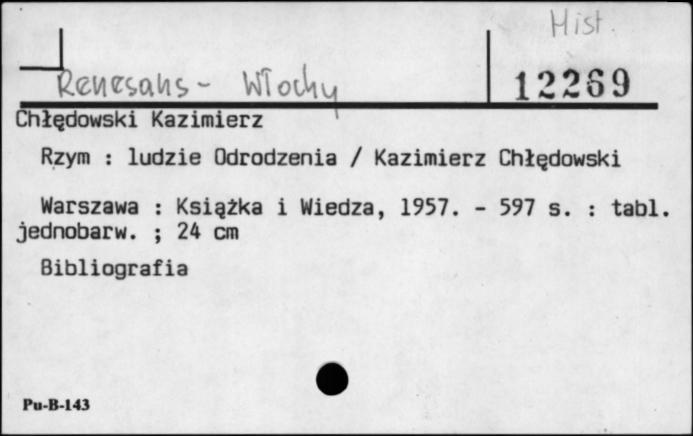 Hist.
Renesans - Włochy
12269
Chłędowski Kazimierz
Rzym : ludzie Odrodzenia / Kazimierz Chłędowski
Warszawa : Książka i Wiedza, 1957. - 597 s. : tabl.
jednobarw. ; 24 cm
Bibliografia
Pu-B-143